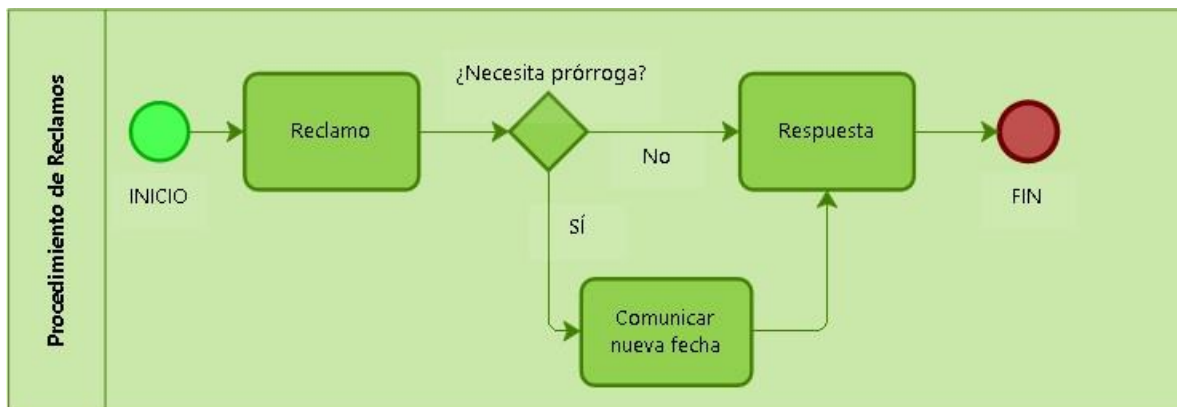 Procedimiento de Reclamos
INICIO
Reclamo
¿Necesita prórroga?
No
SÍ
Comunicar
nueva fecha
Respuesta
FIN